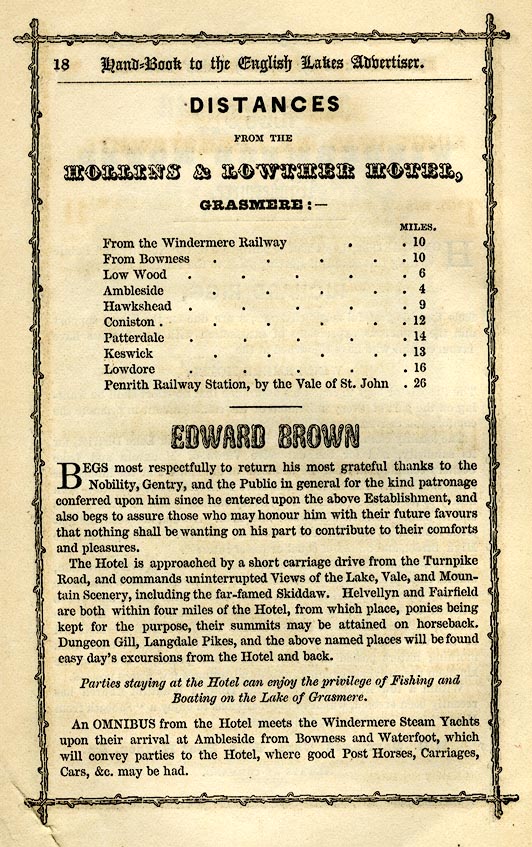 18 Hand-Book to the English Lakes Advertiser.
DISTANCES
FROM THE
HOLLINS & LOWTHER HOTEL,
GRASMERE:—
MILES.
From the Windermere Railway . . 10
From Bowness . . . . . 10
Low Wood . . . . . 6
Ambleside . . . . . 4
Hawkshead . . . . . 9
Coniston . . . . . . 12
Patterdale . . . . . 14
Keswick . . . . . 13
Lowdore . . . . . 16
Penrith Railway Station, by the Vale of St. John . 26
EDWARD BROWN
BEGS most respectfully to return his most grateful thanks to the
Nobility, Gentry, and the Public in general for the kind patronage
conferred upon him since he entered upon the above Establishment, and
also begs to assure those who may honour him with their future favours
that nothing shall be wanting on his part to contribute to their comforts
and pleasures.
The Hotel is approached by a short carriage drive from the Turnpike
Road, and commands uninterrupted Views of the Lake, Vale, and Moun-
tain Scenery, including the far-famed Skiddaw. Helvellyn and Fairfield
are both within four miles of the Hotel, from which place, ponies being
kept for the purpose, their summits may be attained on horseback.
Dungeon Gill, Langdale Pikes, and the above named places will be found
easy day's excursions from the Hotel and back.
Parties staying at the Hotel can enjoy the privilege of Fishing and
Boating on the Lake of Grasmere.
An OMNIBUS from the Hotel meets the Windermere Steam Yachts
upon their arrival at Ambleside from Bowness and Waterfoot, which
will convey parties to the Hotel, where good Post Horses, Carriages,
Cars, &c. may be had.